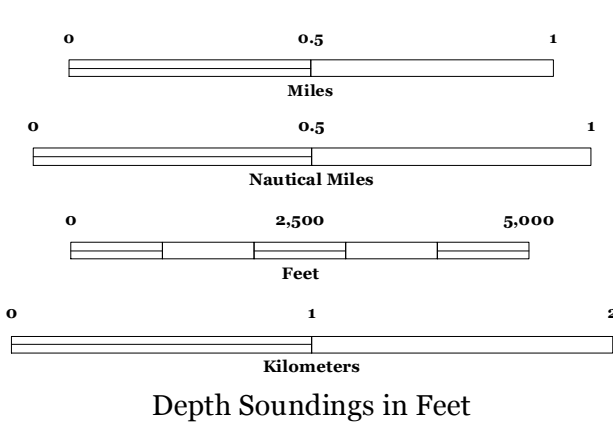 0 0.5 1
Miles
0 0.5 1
Nautical Miles
0 2,500 5,000
Feet
0 1 2
Kilometers
Depth Soundings in Feet